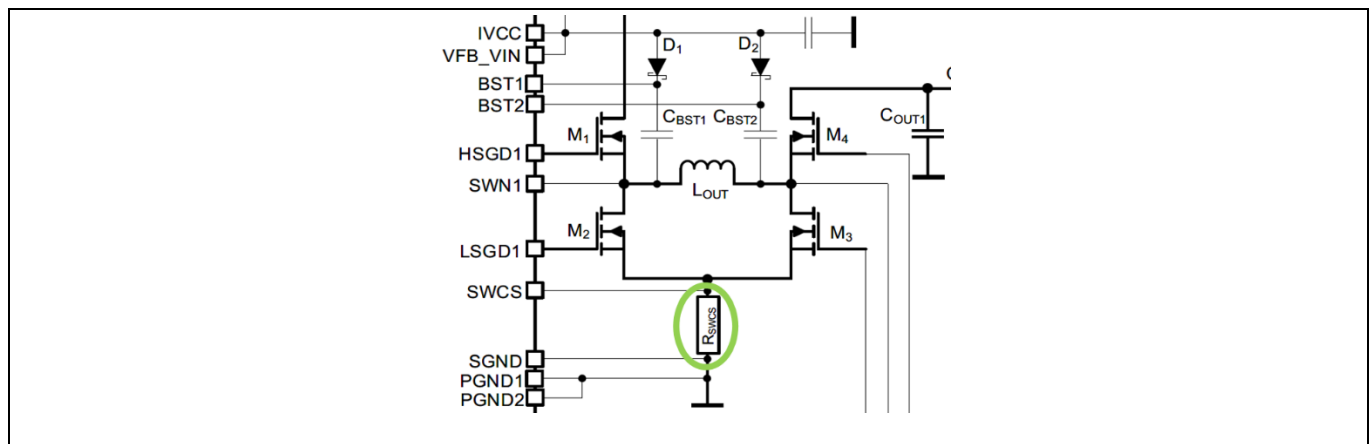 IVCC
VFB_VIN
BST1
BST2
HSGD1
SWN1
LSGD1
SWCS
SGND
PGND1
PGND2
D1
D2
CBST1
CBST2
M1
M4
COUT1
LOUT
M2
M3
RSWCS